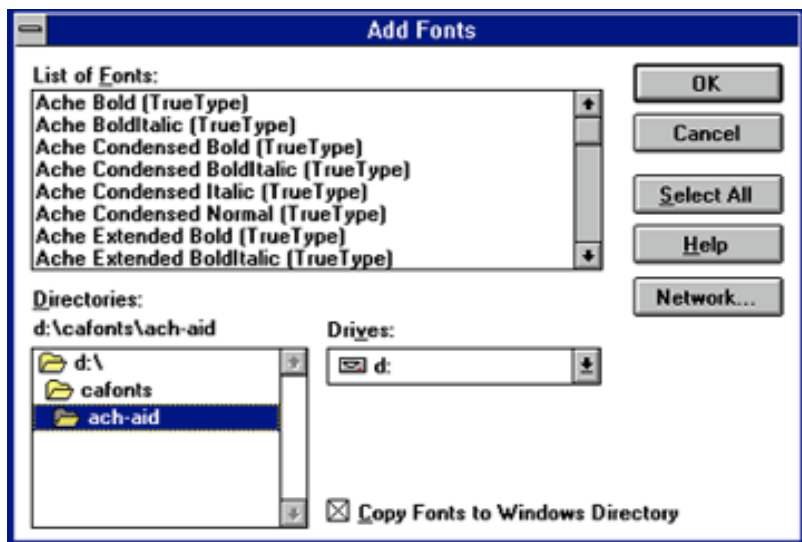 Add Fonts
List of Fonts:
Ache Bold (TrueType)
Ache BoldItalic (TrueType)
Ache Condensed Bold (TrueType)
Ache Condensed BoldItalic (TrueType)
Ache Condensed Italic (TrueType)
Ache Condensed Normal (TrueType)
Ache Extended Bold (TrueType)
Ache Extended BoldItalic (TrueType)
OK
Cancel
Select All
Help
Network...
Directories:
d:\cafonts\ach-aid
d:\
cafonts
ach-aid
Drives:
d:
Copy Fonts to Windows Directory